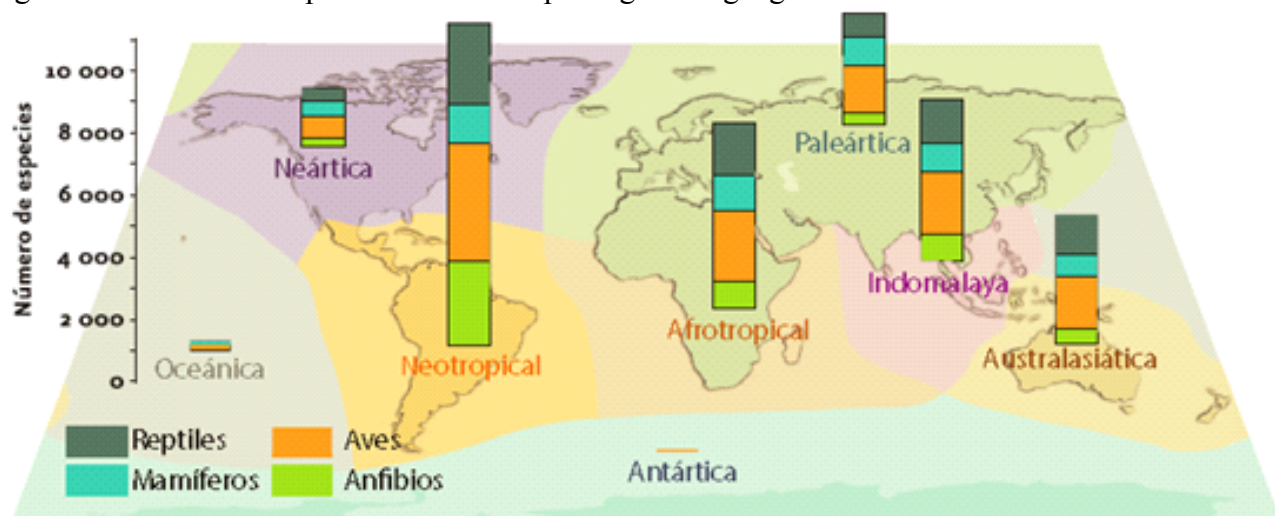 10 000
8 000
6 000
4 000
2 000
0
Número de especies
Neártica
Paleártica
Indomalaya
Afrotropical
Australasiática
Neotropical
Oceánica
Antártica
Reptiles
Aves
Mamíferos
Anfibios